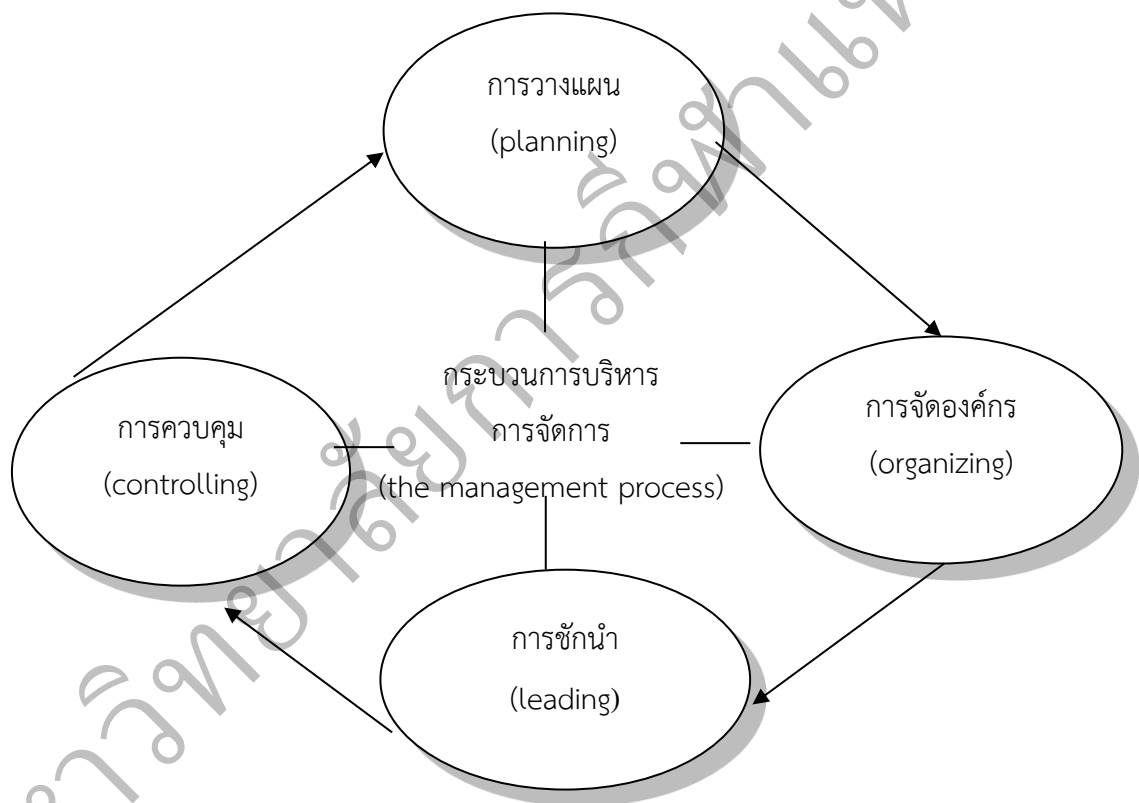 การวางแผน
(planning)
กระบวนการบริหาร
การจัดการ
(the management process)
การจัดองค์กร
(organizing)
การควบคุม
(controlling)
การชักนำ
(leading)